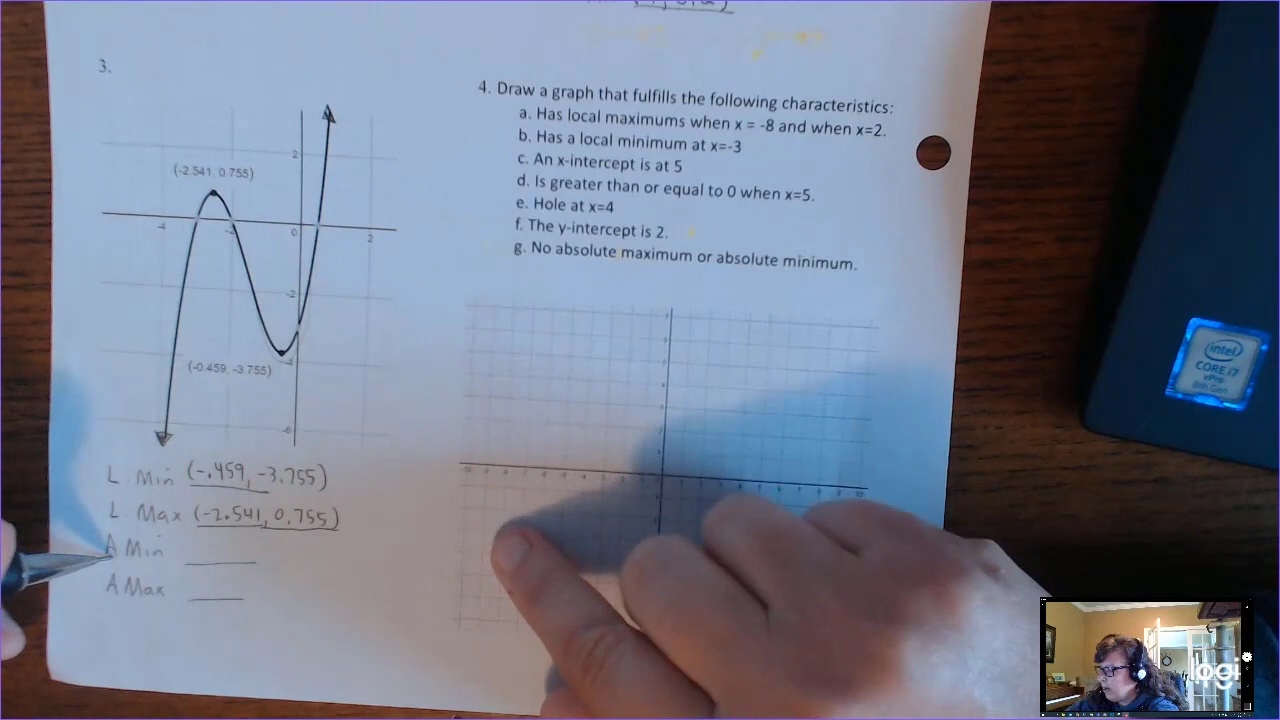 3.
(-2.541, 0.755)
2
-4
-2
0
2
-2
(-0.459, -3.755)
L. Min (-.459, -3.755)
L Max (-2.541, 0.755)
A Min
A Max
4. Draw a graph that fulfills the following characteristics:
a. Has local maximums when x = -8 and when x=2.
b. Has a local minimum at x=-3
c. An x-intercept is at 5
d. Is greater than or equal to 0 when x=5.
e. Hole at x=4
f. The y-intercept is 2.
g. No absolute maximum or absolute minimum.
intel
CORE i7
vPro
8th Gen
logi